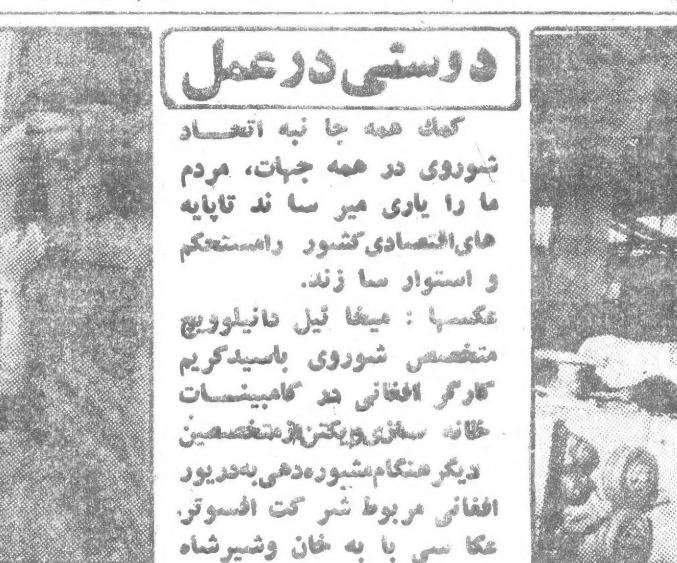 دوستی در عمل
کمک همه جا نبه اتحاد
شوروی در همه جهات، مردم
ما را یاری میر سا ند تاپایه
های اقتصادی کشور رامستحکم
و استوار سا زند.
عکسها : میخا ئیل دانیلوویچ
متخصص شوروی باسیدکریم
کارگر افغانی در کامبینات
خانه سازی و یکتن از متخصصین
دیگر هنگام مشوره دهی به دریور
افغانی مربوط شر کت افسوتر.
عکا سی با به خان وشیرشاه